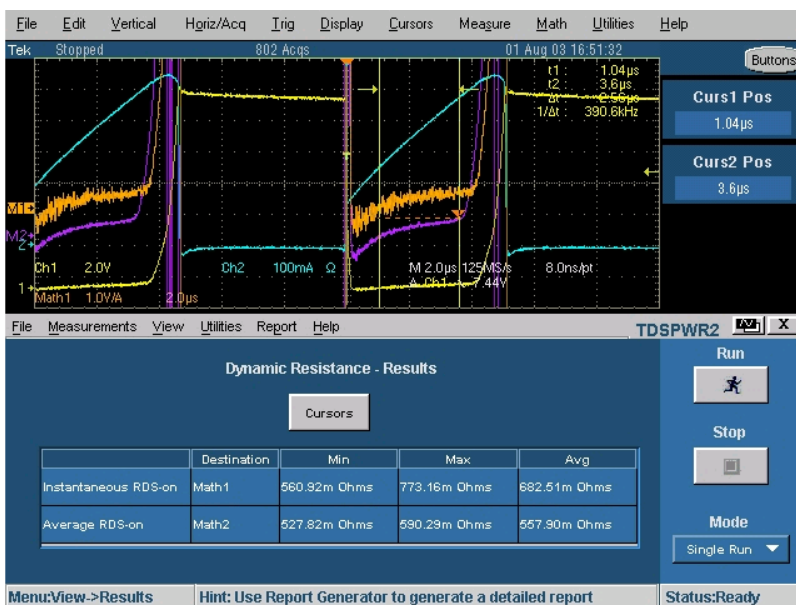 File Edit Vertical Horiz/Acq Trig Display Cursors Measure Math Utilities Help
Tek Stopped 802 Acqs 01 Aug 03 16:51:32
Buttons
t1 : 1.04µs
t2 : 3.6µs
Δt : 2.56µs
1/Δt : 390.6kHz
Curs1 Pos
1.04µs
Curs2 Pos
3.6µs
M1
M2
2
1
Ch1 2.0V Ch2 100mA Ω M 2.0µs 125MS/s 8.0ns/pt
A Ch1 7.44V
Math1 1.0V/A 2.0µs
File Measurements View Utilities Report Help TDSPWR2 X
Dynamic Resistance - Results
Cursors
Destination Min Max Avg
Instantaneous RDS-on Math1 560.92m Ohms 773.16m Ohms 682.51m Ohms
Average RDS-on Math2 527.82m Ohms 590.29m Ohms 557.90m Ohms
Run
Stop
Mode
Single Run
Menu:View->Results Hint: Use Report Generator to generate a detailed report Status:Ready